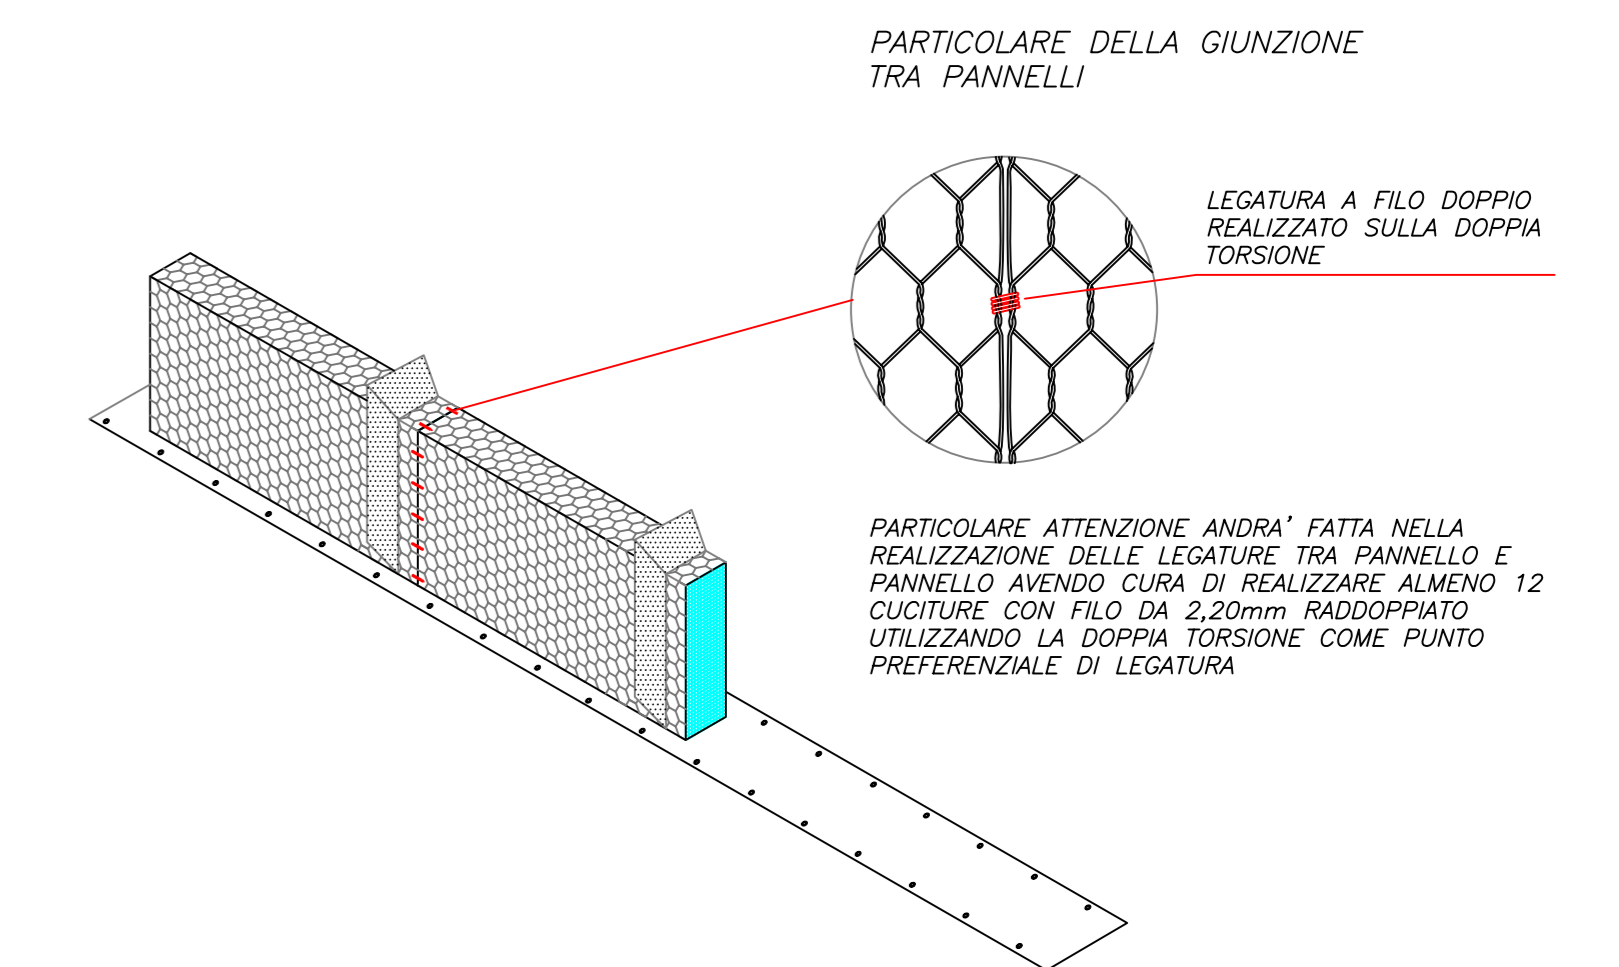 PARTICOLARE DELLA GIUNZIONE
TRA PANNELLI
LEGATURA A FILO DOPPIO
REALIZZATO SULLA DOPPIA
TORSIONE
PARTICOLARE ATTENZIONE ANDRA' FATTA NELLA
REALIZZAZIONE DELLE LEGATURE TRA PANNELLO E
PANNELLO AVENDO CURA DI REALIZZARE ALMENO 12
CUCITURE CON FILO DA 2,20mm RADDOPPIATO
UTILIZZANDO LA DOPPIA TORSIONE COME PUNTO
PREFERENZIALE DI LEGATURA